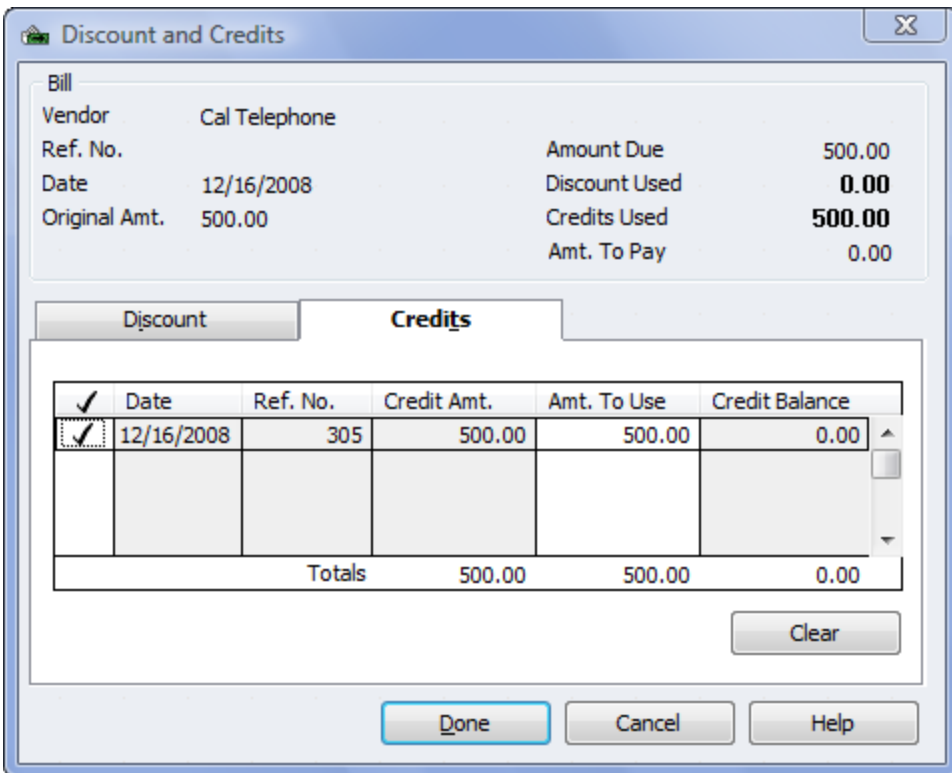 Discount and Credits
Bill
Vendor Cal Telephone
Ref. No. Amount Due 500.00
Date 12/16/2008 Discount Used 0.00
Original Amt. 500.00 Credits Used 500.00
Amt. To Pay 0.00
Discount Credits
✓ Date Ref. No. Credit Amt. Amt. To Use Credit Balance
✓ 12/16/2008 305 500.00 500.00 0.00
Totals 500.00 500.00 0.00
Clear
Done Cancel Help